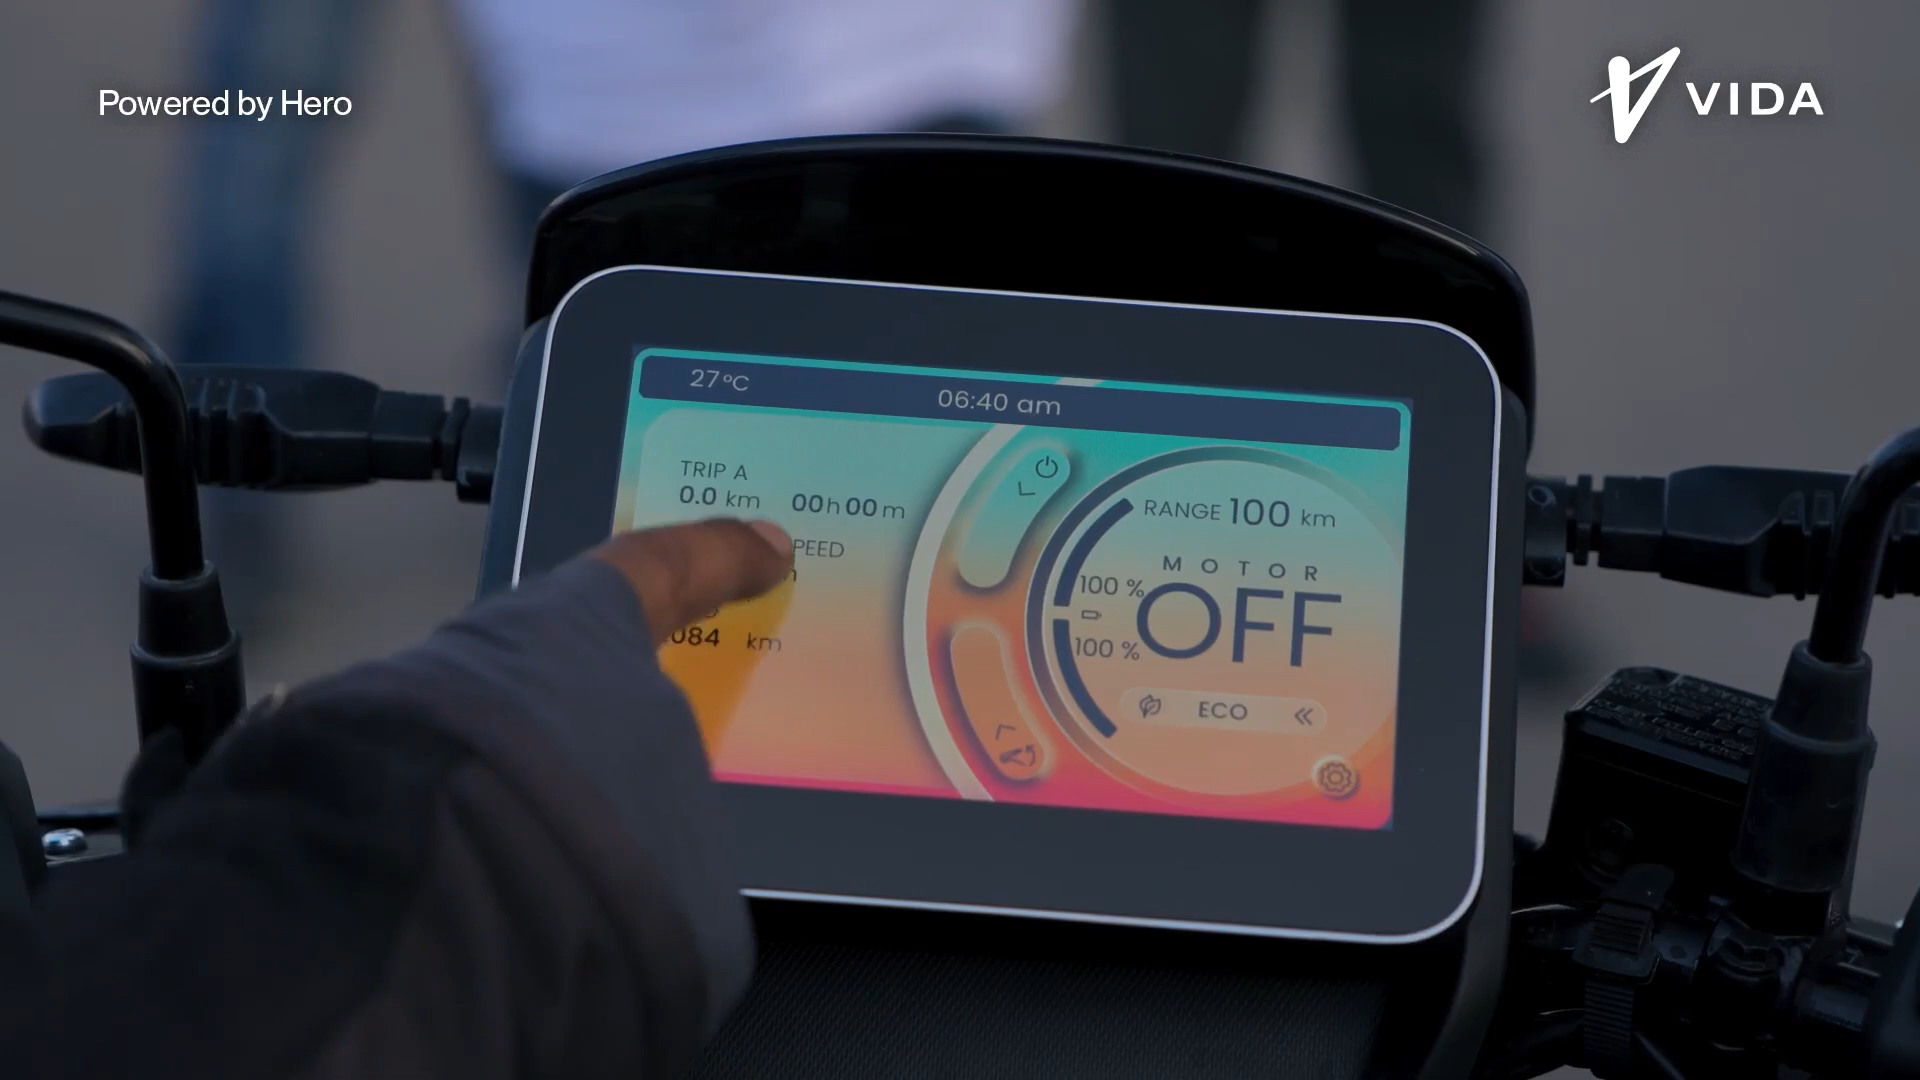 Powered by Hero
VIDA
27°C
06:40 am
TRIP A
0.0 km 00h00m
PEED
084 km
RANGE 100 km
MOTOR
OFF
100 %
100 %
ECO